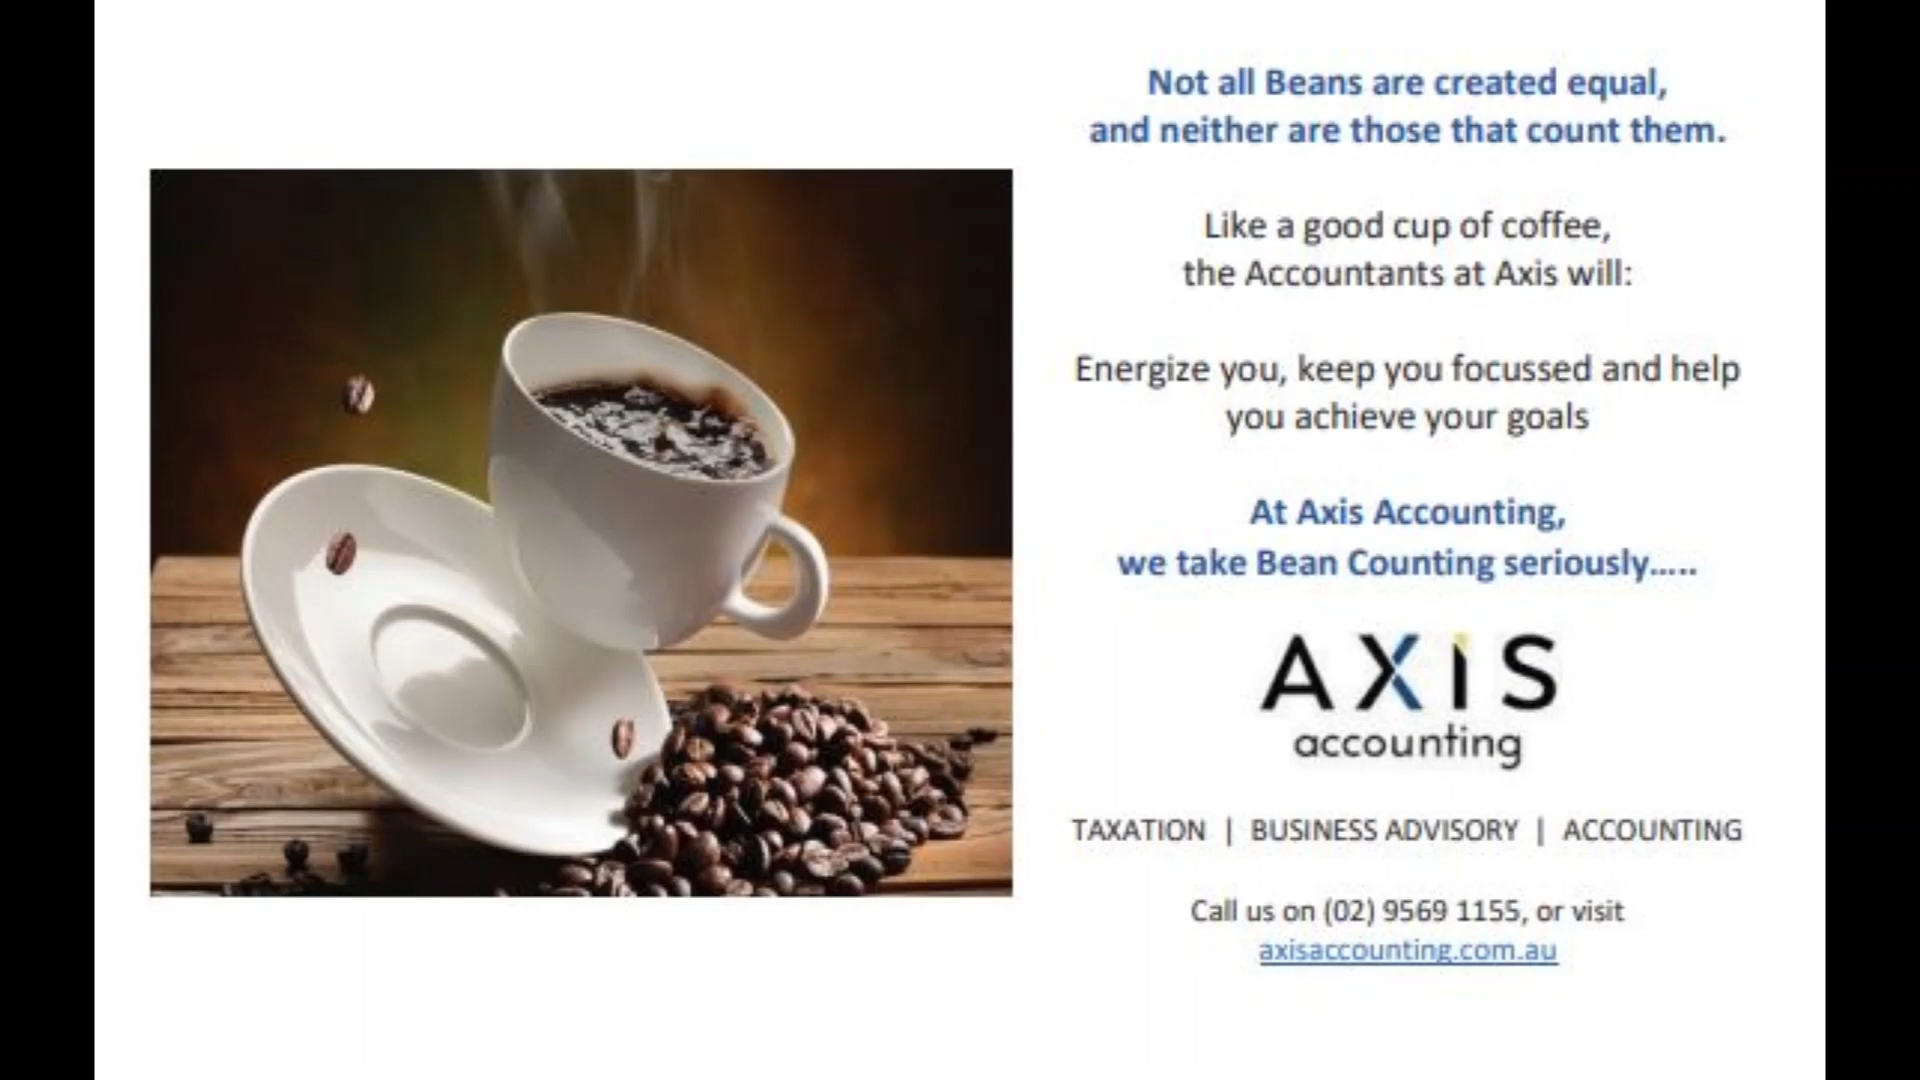 Not all Beans are created equal,
and neither are those that count them.
Like a good cup of coffee,
the Accountants at Axis will:
Energize you, keep you focussed and help
you achieve your goals
At Axis Accounting,
we take Bean Counting seriously.....
AXiS
accounting
TAXATION | BUSINESS ADVISORY | ACCOUNTING
Call us on (02) 9569 1155, or visit
axisaccounting.com.au